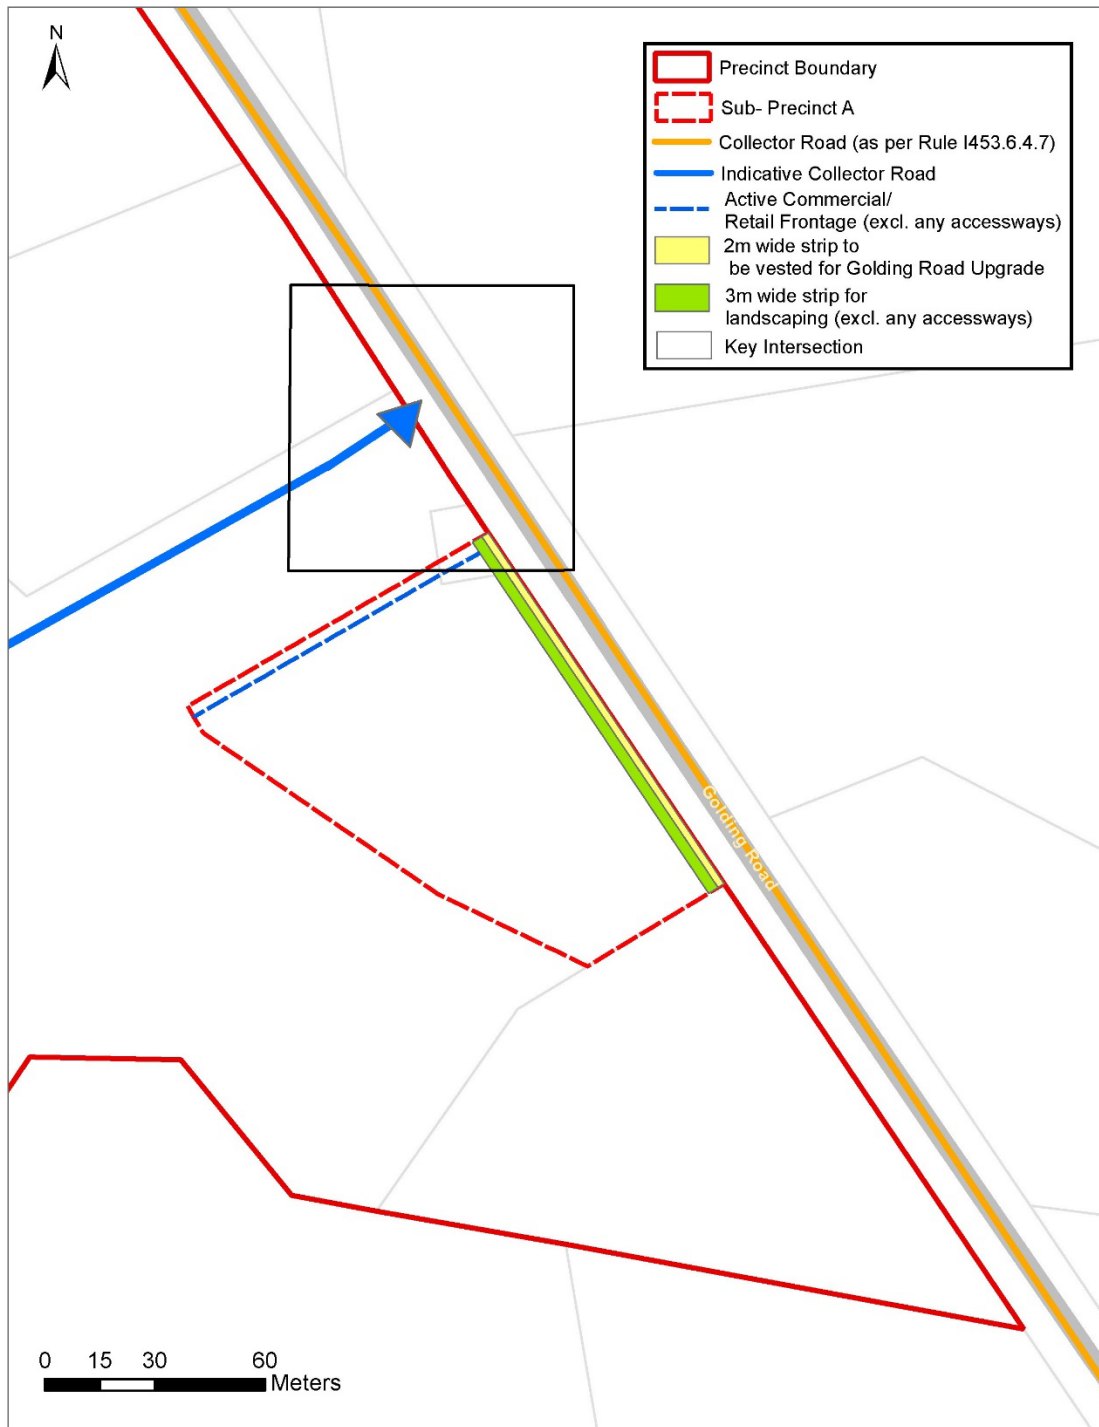 N
Precinct Boundary
Sub- Precinct A
Collector Road (as per Rule I453.6.4.7)
Indicative Collector Road
Active Commercial/
Retail Frontage (excl. any accessways)
2m wide strip to
be vested for Golding Road Upgrade
3m wide strip for
landscaping (excl. any accessways)
Key Intersection
Golding Road
0 15 30 60
Meters